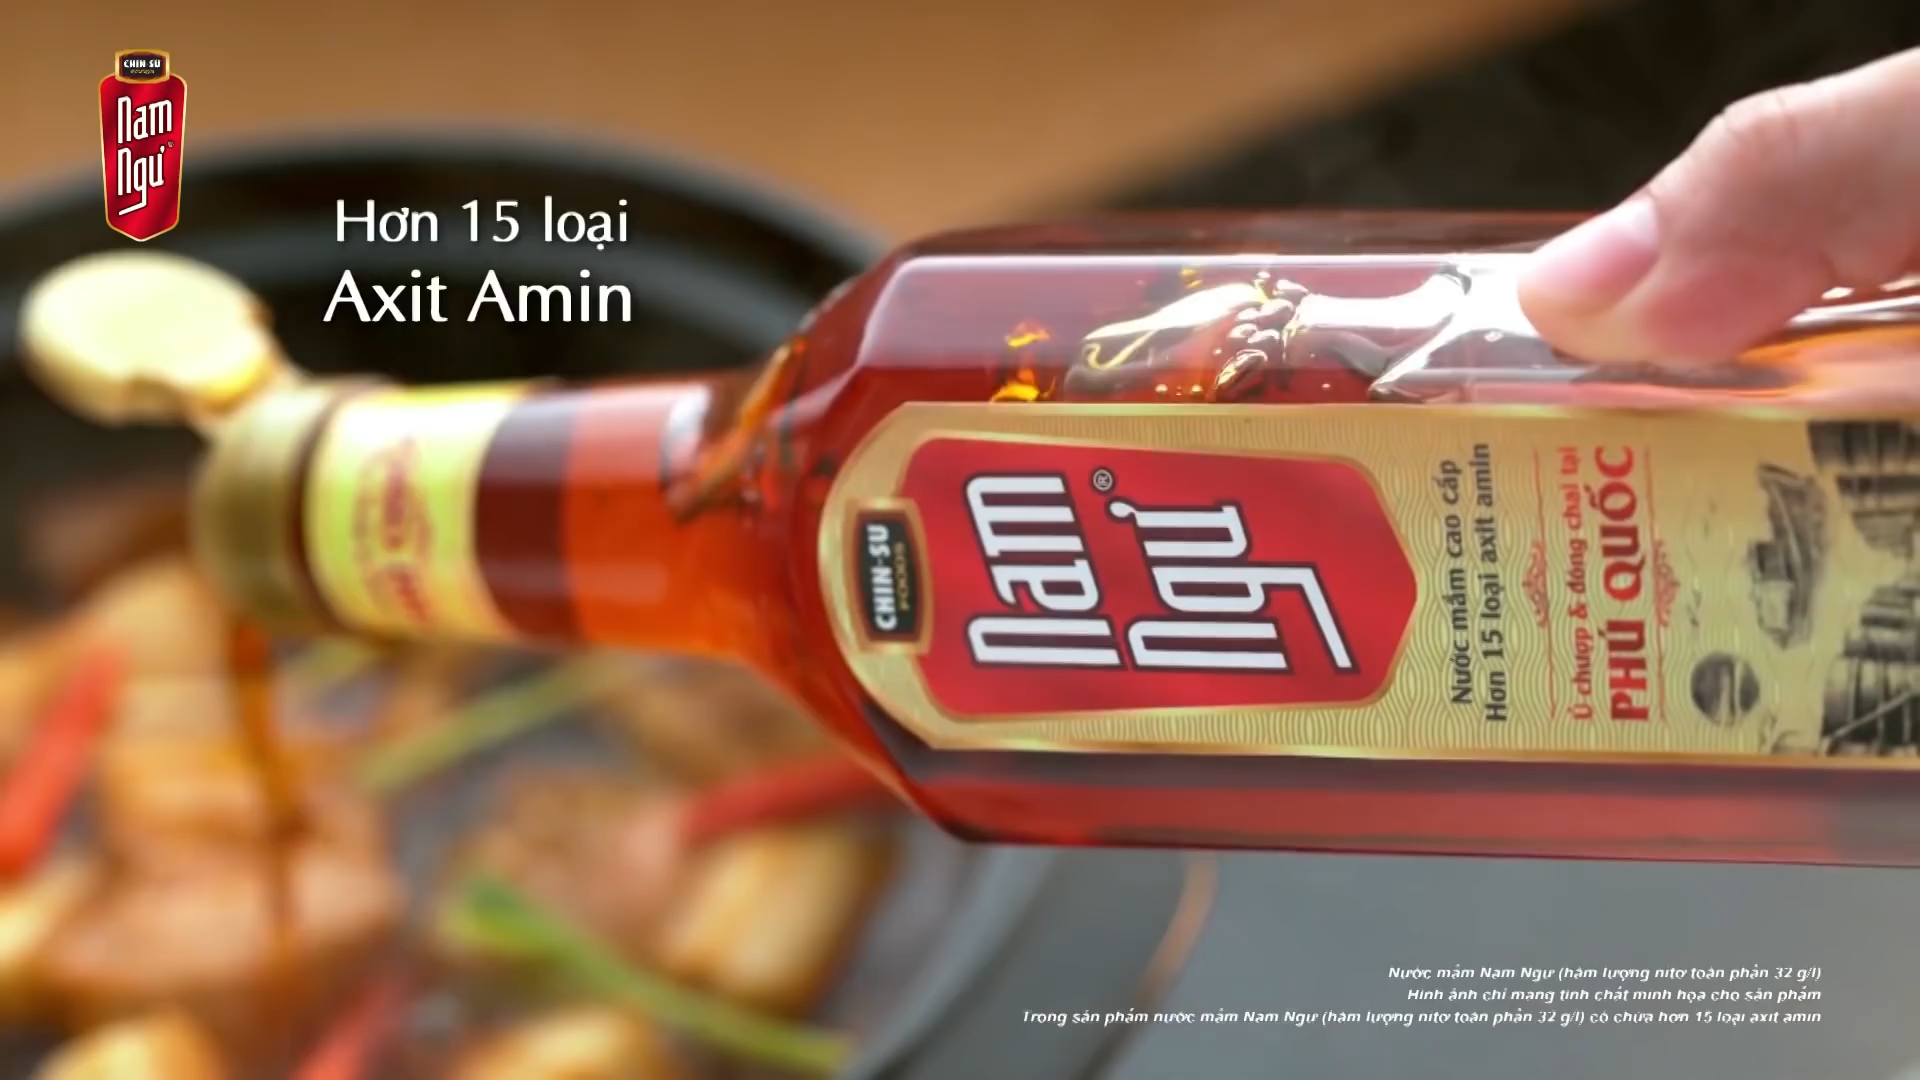 CHIN-SU
FOODS
Nam
Ngư
Hơn 15 loại
Axit Amin
CHIN-SU
FOODS
Nam
Ngư®
Nước mắm cao cấp
Hơn 15 loại axit amin
Ủ chượp & đóng chai tại
PHÚ QUỐC
Nước mắm Nam Ngư (hàm lượng nitơ toàn phần 32 g/l)
Hình ảnh chỉ mang tính chất minh họa cho sản phẩm
Trong sản phẩm nước mắm Nam Ngư (hàm lượng nitơ toàn phần 32 g/l) có chứa hơn 15 loại axit amin